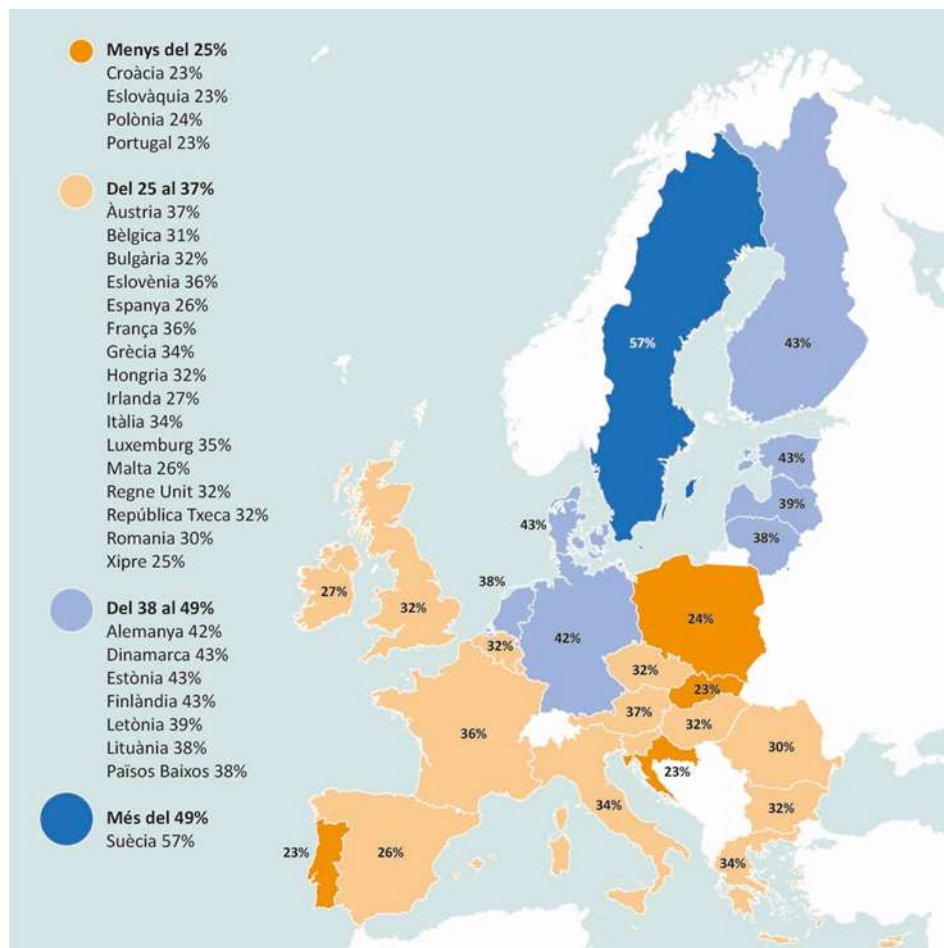 Menys del 25%
Croàcia 23%
Eslovàquia 23%
Polònia 24%
Portugal 23%
Del 25 al 37%
Àustria 37%
Bèlgica 31%
Bulgària 32%
Eslovènia 36%
Espanya 26%
França 36%
Grècia 34%
Hongria 32%
Irlanda 27%
Itàlia 34%
Luxemburg 35%
Malta 26%
Regne Unit 32%
República Txeca 32%
Romania 30%
Xipre 25%
Del 38 al 49%
Alemanya 42%
Dinamarca 43%
Estònia 43%
Finlàndia 43%
Letònia 39%
Lituània 38%
Països Baixos 38%
Més del 49%
Suècia 57%
57%
43%
43%
39%
43%
38%
38%
27%
32%
24%
42%
32%
32%
23%
37%
32%
36%
30%
23%
34%
32%
23%
26%
34%